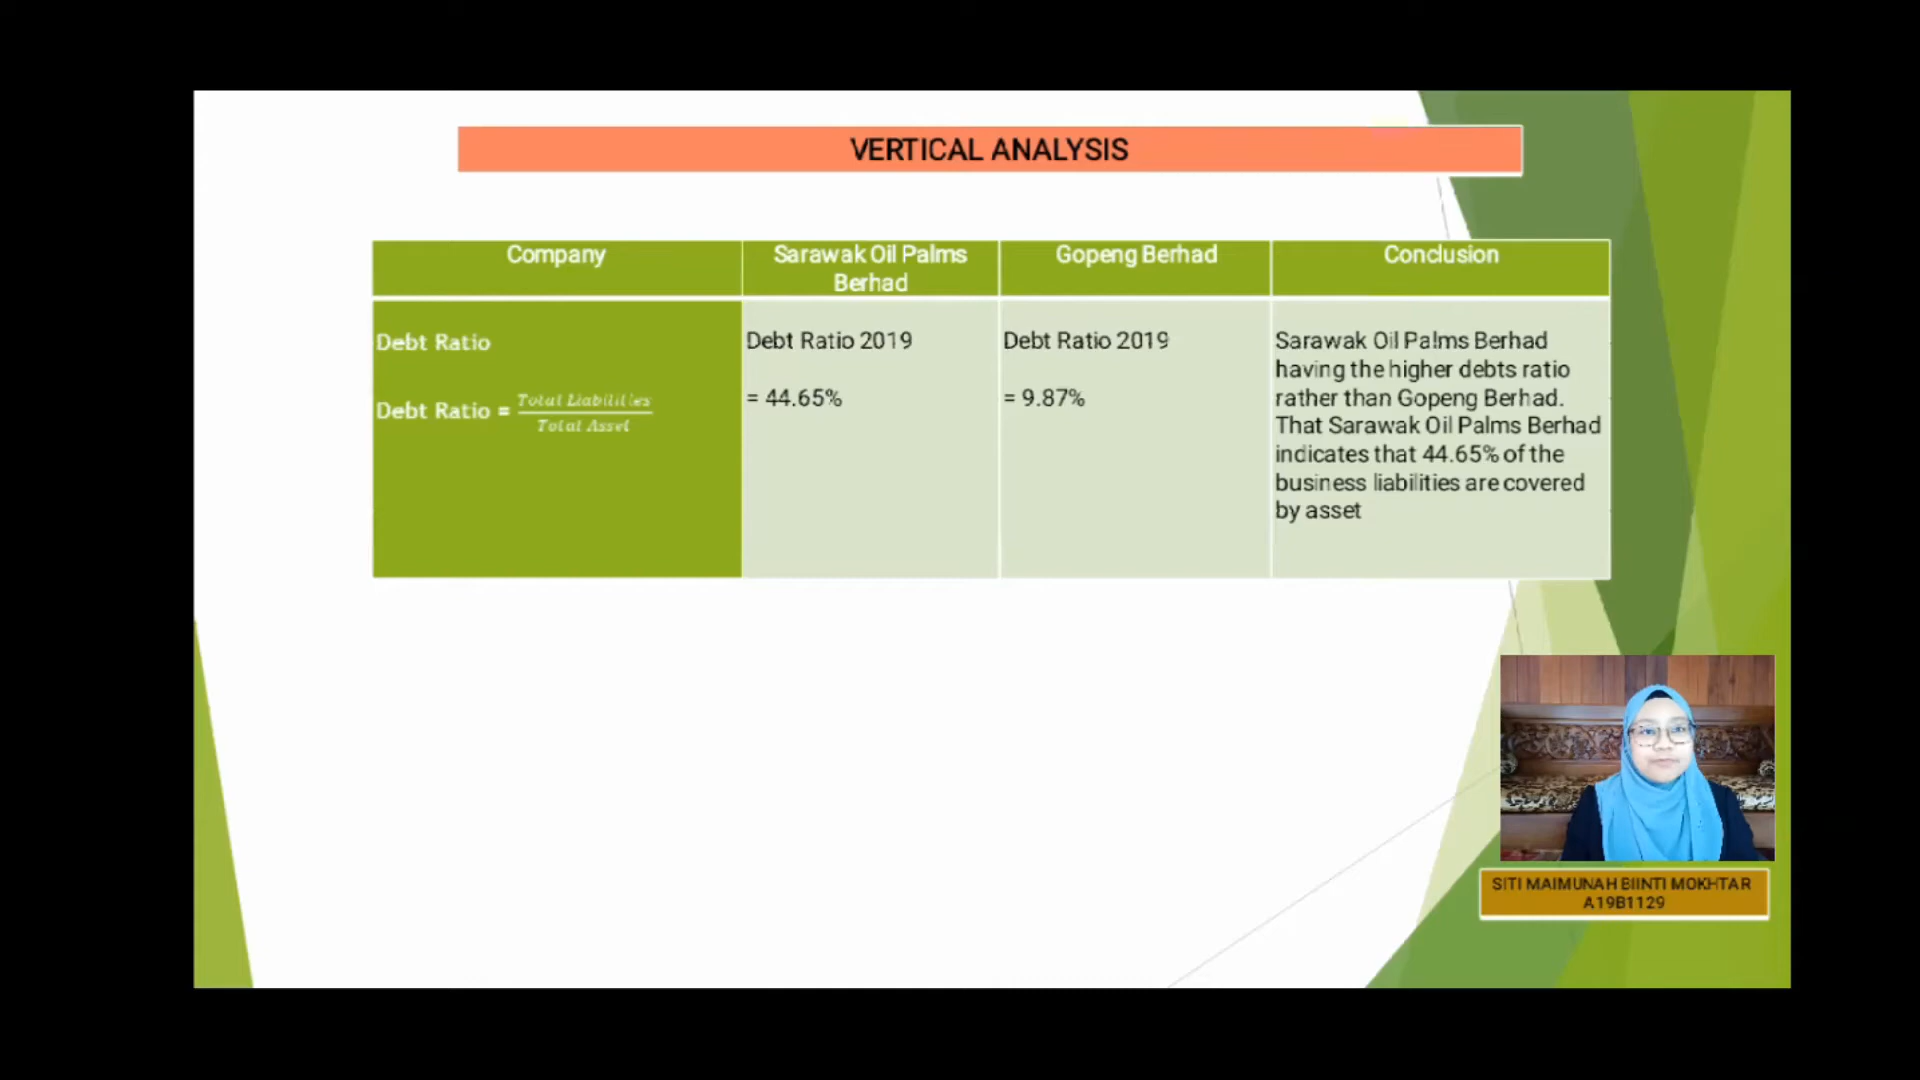 VERTICAL ANALYSIS
Company
Sarawak Oil Palms
Berhad
Gopeng Berhad
Conclusion
Debt Ratio
Debt Ratio = Total Liabilities / Total Asset
Debt Ratio 2019
= 44.65%
Debt Ratio 2019
= 9.87%
Sarawak Oil Palms Berhad
having the higher debts ratio
rather than Gopeng Berhad.
That Sarawak Oil Palms Berhad
indicates that 44.65% of the
business liabilities are covered
by asset
SITI MAIMUNAH BIINTI MOKHTAR
A19B1129